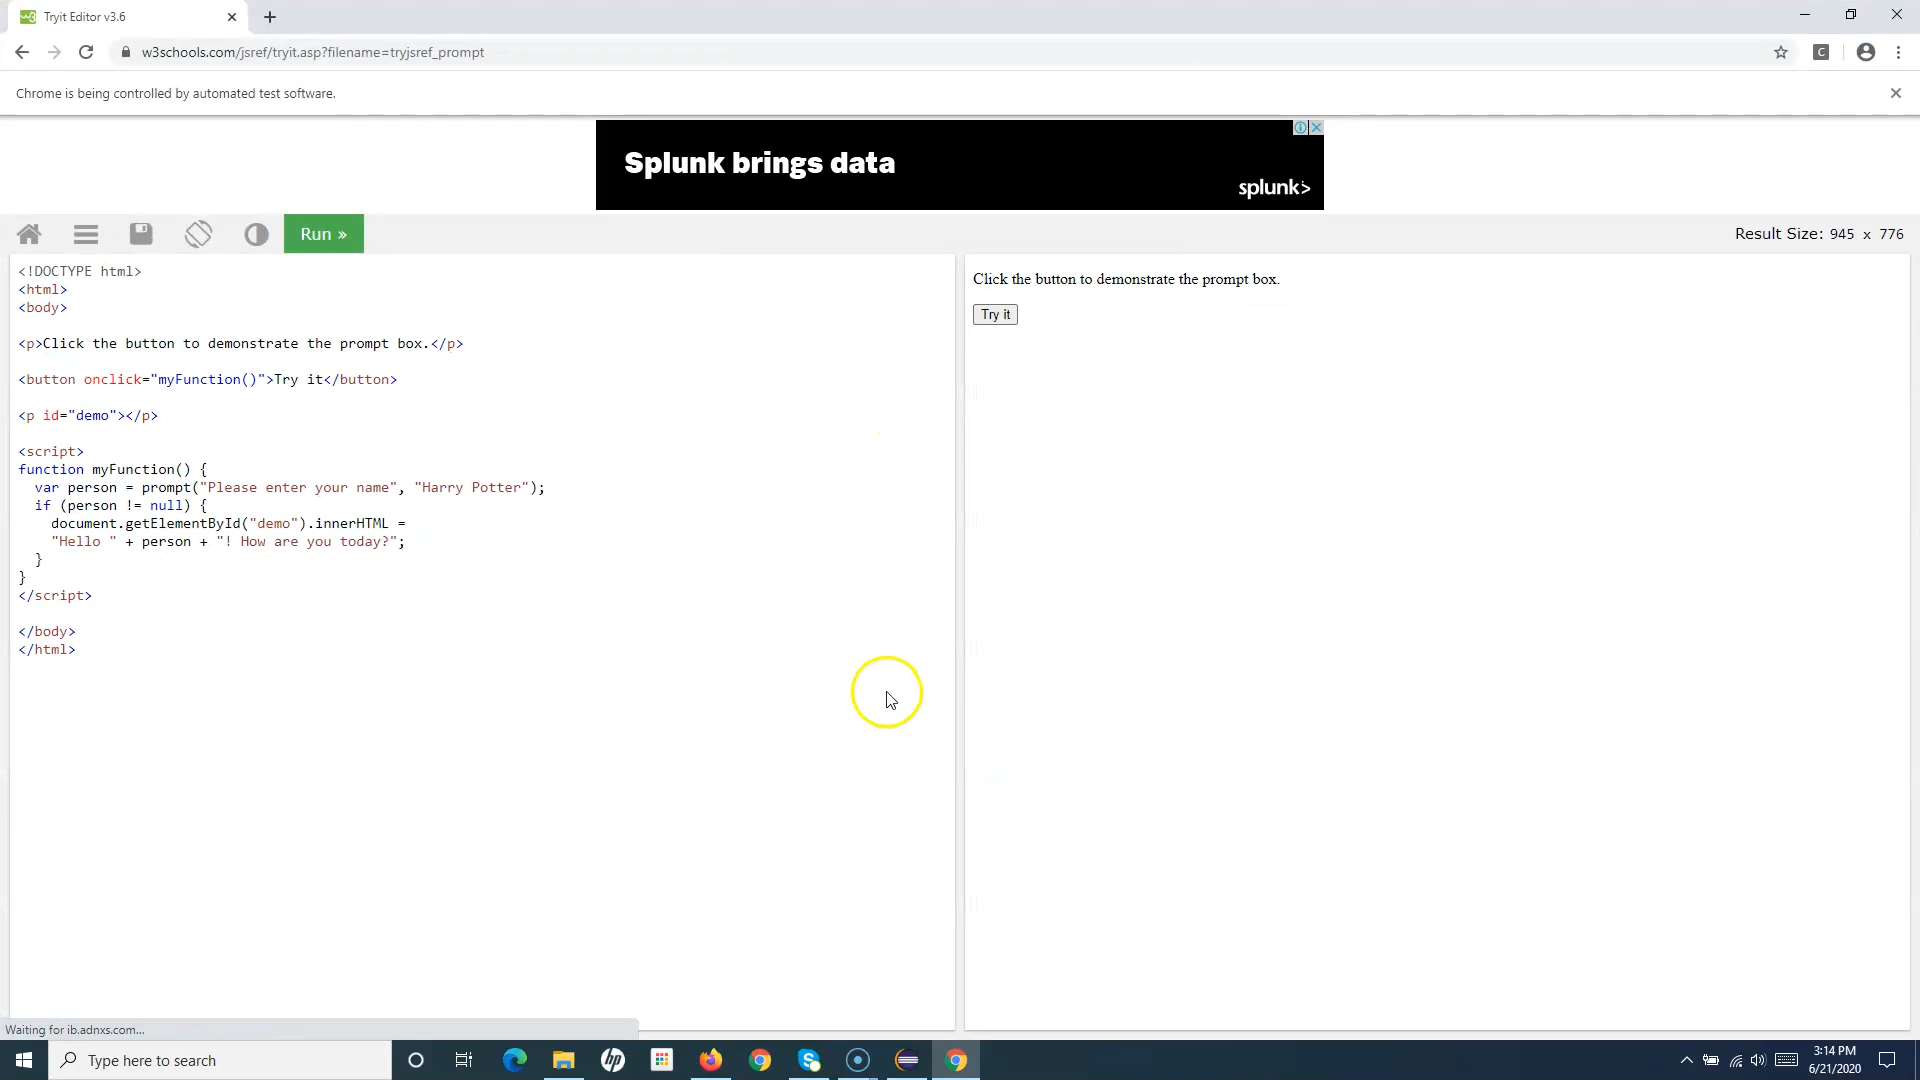 Tryit Editor v3.6
w3schools.com/jsref/tryit.asp?filename=tryjsref_prompt
C
Chrome is being controlled by automated test software.
Splunk brings data
splunk>
Run »
Result Size: 945 x 776
<!DOCTYPE html>
<html>
<body>
<p>Click the button to demonstrate the prompt box.</p>
<button onclick="myFunction()">Try it</button>
<p id="demo"></p>
<script>
function myFunction() {
var person = prompt("Please enter your name", "Harry Potter");
if (person != null) {
document.getElementById("demo").innerHTML =
"Hello " + person + "! How are you today?";
}
}
</script>
</body>
</html>
Click the button to demonstrate the prompt box.
Try it
Waiting for ib.adnxs.com...
Type here to search
hp
3:14 PM
6/21/2020